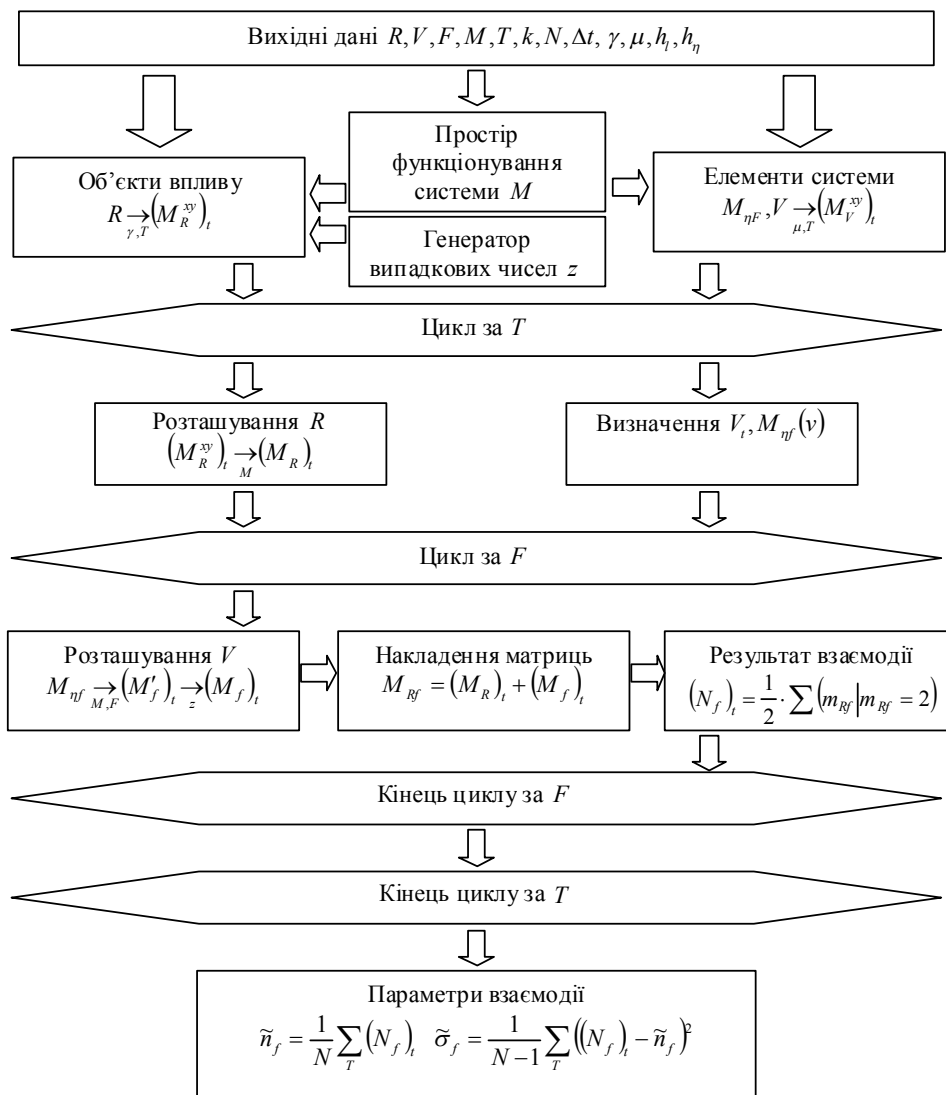 Вихідні дані R, V, F, M, T, k, N, Δt, γ, μ, h_l, h_η
Простір
функціонування
системи M
Об’єкти впливу
R →_{γ,T} (M_R^{xy})_t
Елементи системи
M_{ηF}, V →_{μ,T} (M_V^{xy})_t
Генератор
випадкових чисел z
Цикл за T
Розташування R
(M_R^{xy})_t →_M (M_R)_t
Визначення V_t, M_{ηf}(v)
Цикл за F
Розташування V
M_{ηf} →_{M,F} (M′_f)_t →_z (M_f)_t
Накладення матриць
M_{Rf} = (M_R)_t + (M_f)_t
Результат взаємодії
(N_f)_t = 1/2 · ∑ (m_{Rf} | m_{Rf} = 2)
Кінець циклу за F
Кінець циклу за T
Параметри взаємодії
ñ_f = 1/N ∑_T (N_f)_t σ̃_f = 1/(N−1) ∑_T ((N_f)_t − ñ_f)²